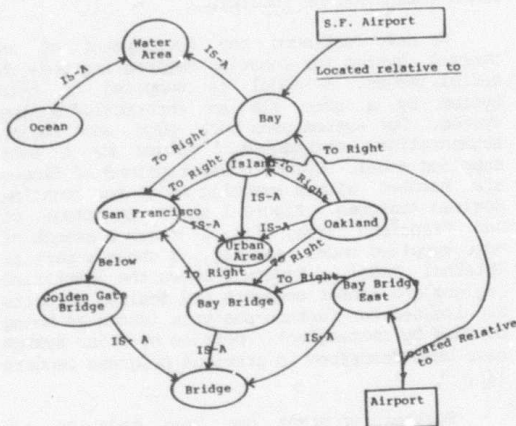 S.F. Airport
Water
Area
IS-A
IS-A
Located relative to
Ocean
Bay
To Right
To Right
Island
To Right
To Right
IS-A
San Francisco
IS-A
IS-A
Oakland
Urban
Area
To Right
Below
To Right
Golden Gate
Bridge
Bay Bridge
To Right
Bay Bridge
East
IS- A
IS-A
IS-A
Located Relative
to
Bridge
Airport